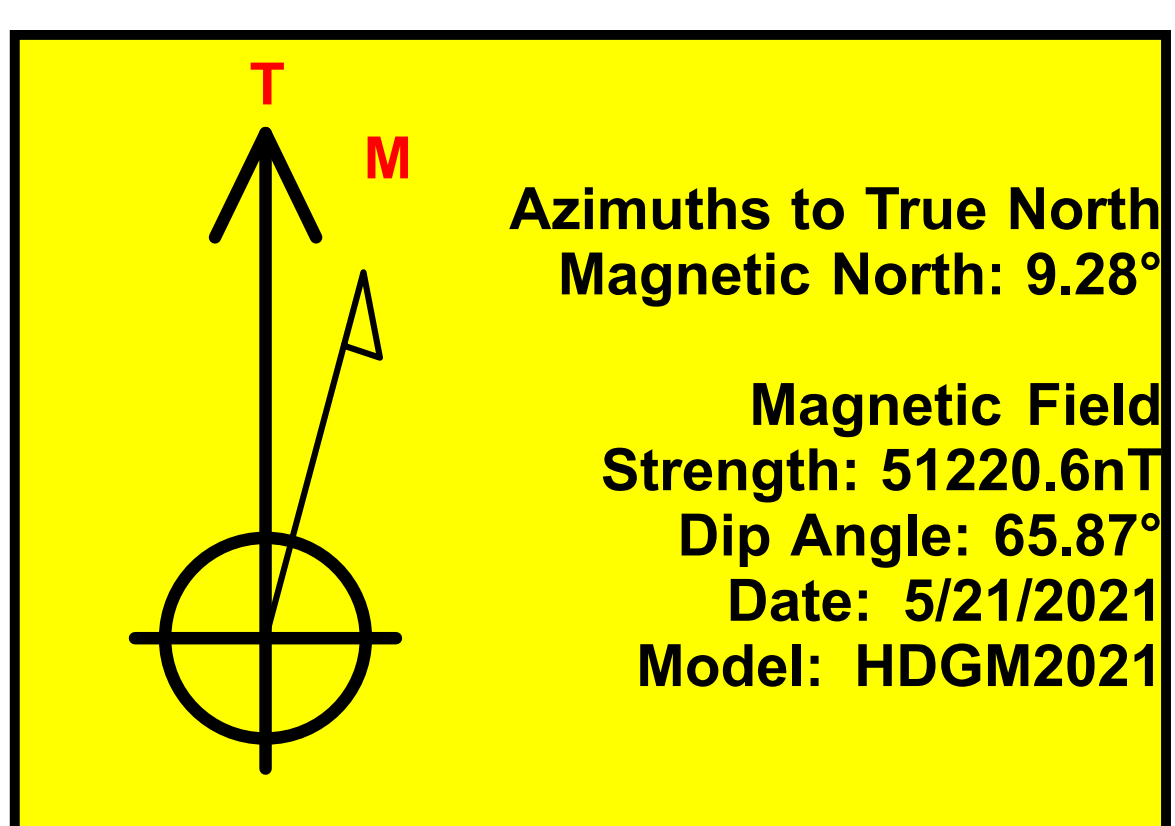 T
M
Azimuths to True North
Magnetic North: 9.28°
Magnetic Field
Strength: 51220.6nT
Dip Angle: 65.87°
Date: 5/21/2021
Model: HDGM2021